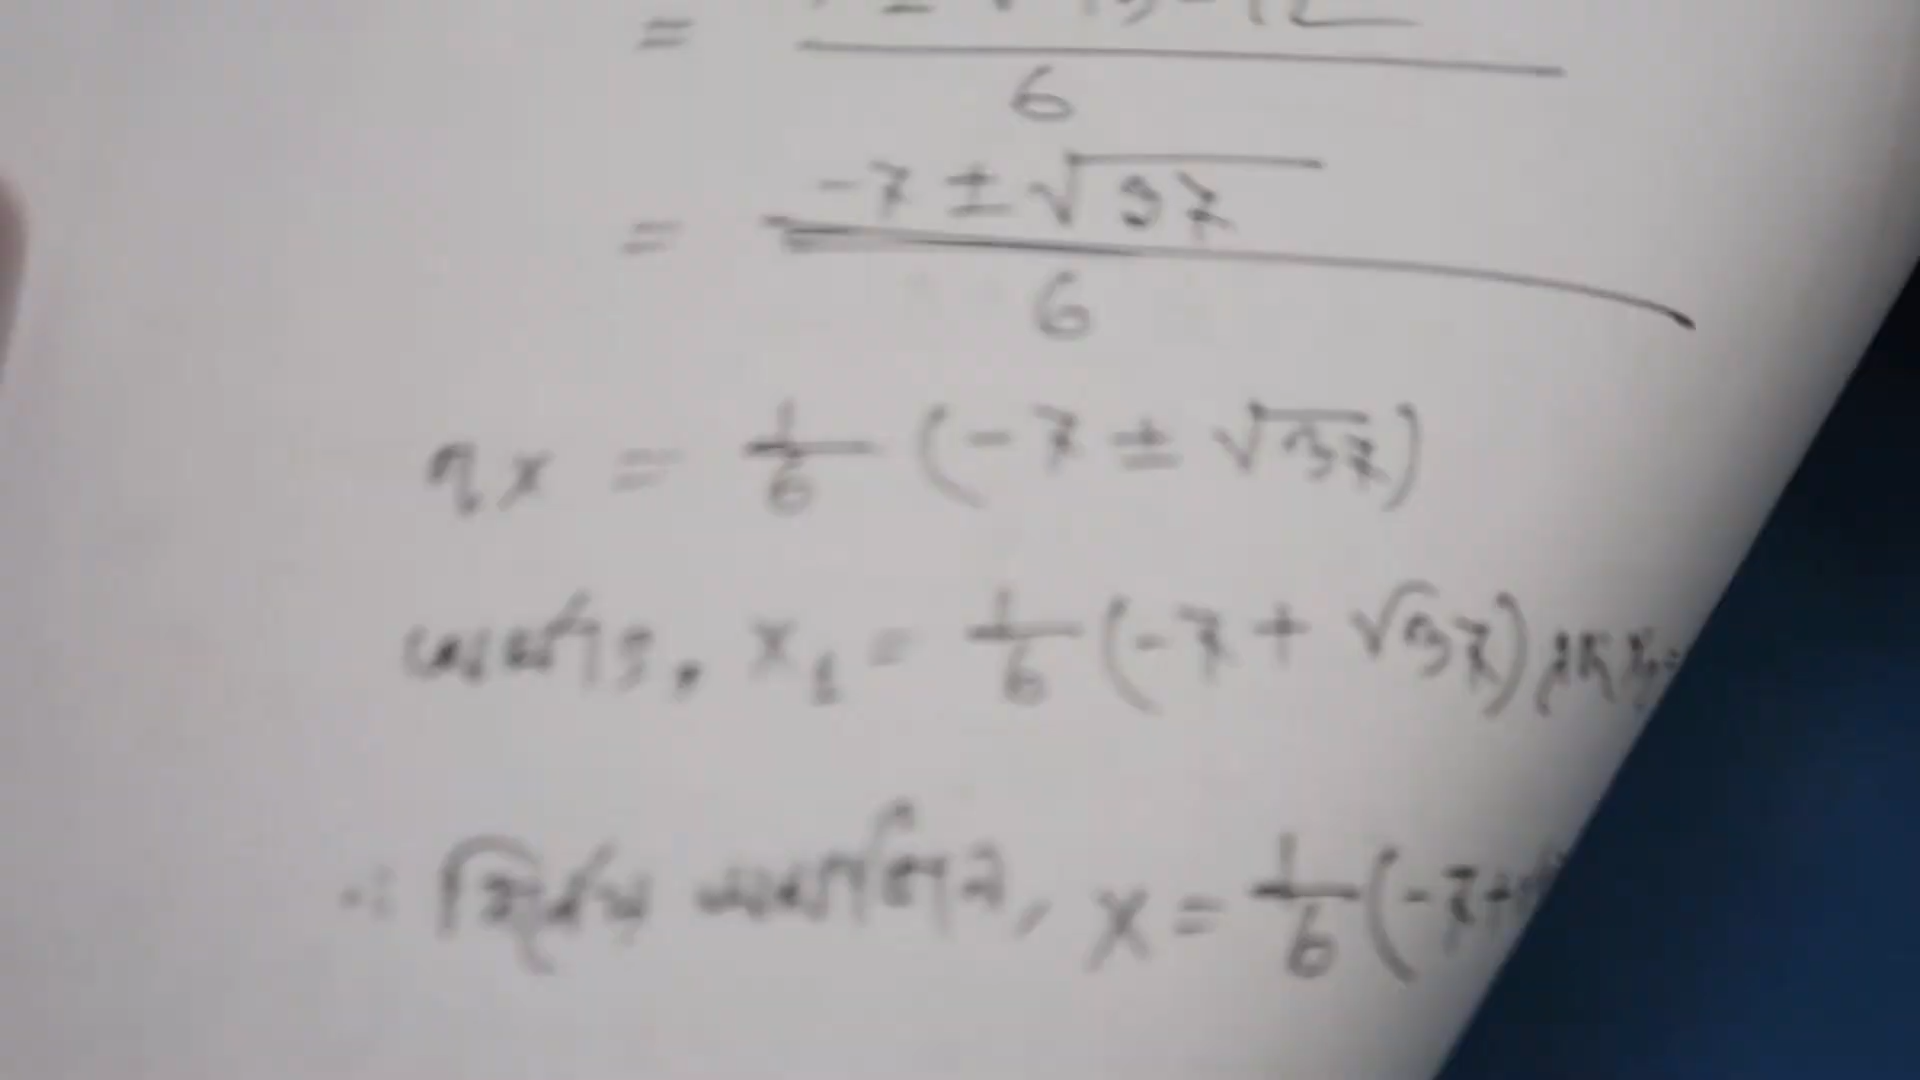 =
6
= -7 ± √37
6
বা x = 1/6 (-7 ± √37)
অর্থাৎ, x₁ = 1/6 (-7 + √37)
∴ নির্ণেয় সমাধান, x = 1/6 (-7+